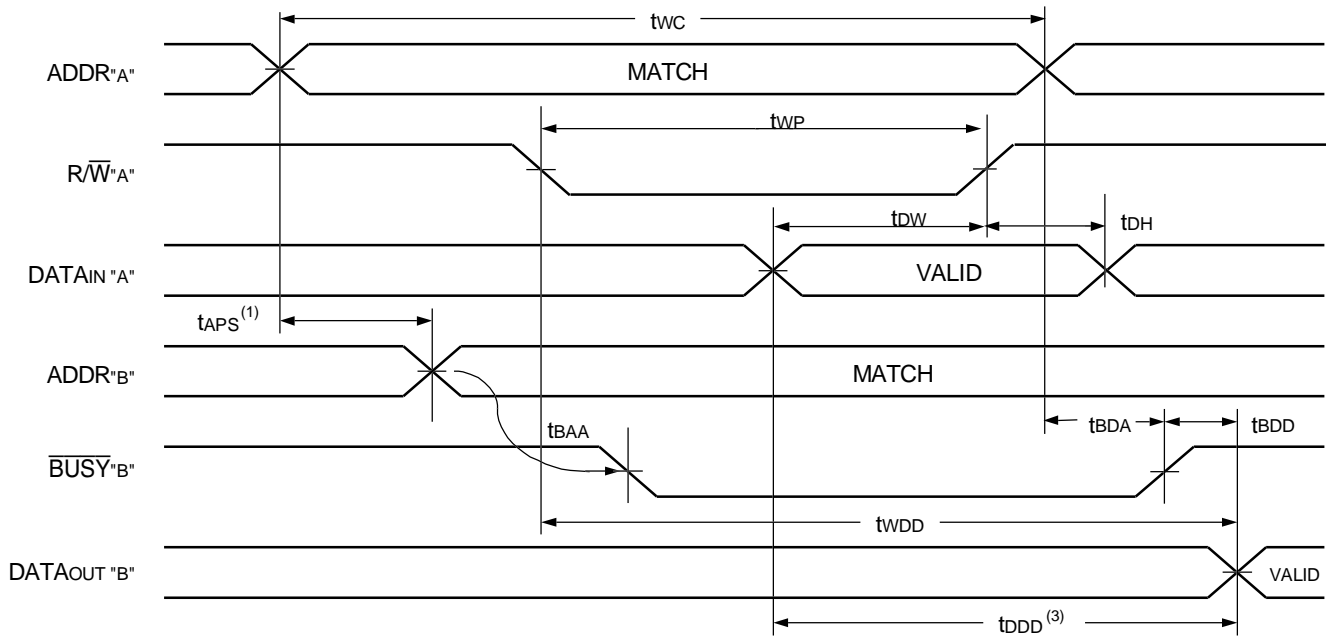 tWC
ADDR"A"
MATCH
tWP
R/W̅"A"
tDW
tDH
DATAIN "A"
VALID
tAPS(1)
ADDR"B"
MATCH
tBAA
tBDA
tBDD
B̅U̅S̅Y̅"B"
tWDD
DATAOUT "B"
VALID
tDDD(3)